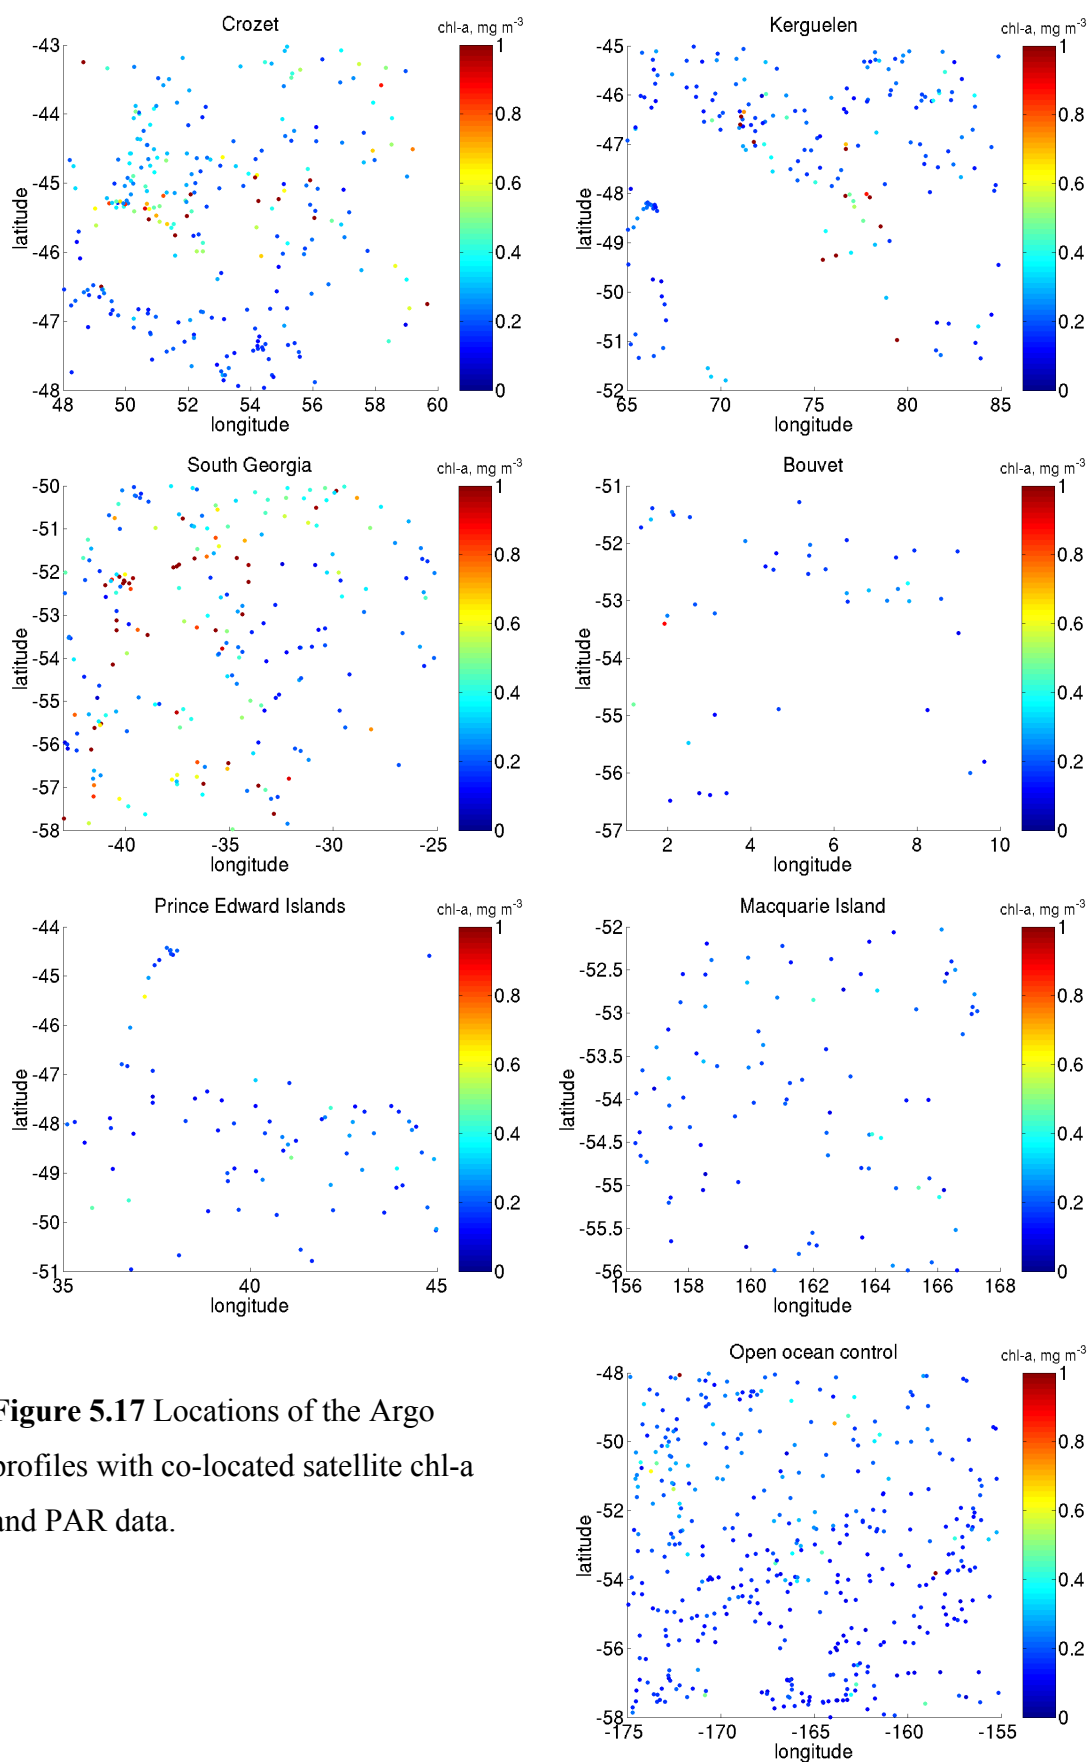 Crozet
chl-a, mg m-3
-43
-44
-45
-46
-47
-48
48 50 52 54 56 58 60
latitude
longitude
1
0.8
0.6
0.4
0.2
0
Kerguelen
chl-a, mg m-3
-45
-46
-47
-48
-49
-50
-51
-52
65 70 75 80 85
latitude
longitude
1
0.8
0.6
0.4
0.2
0
South Georgia
chl-a, mg m-3
-50
-51
-52
-53
-54
-55
-56
-57
-58
-40 -35 -30 -25
latitude
longitude
1
0.8
0.6
0.4
0.2
0
Bouvet
chl-a, mg m-3
-51
-52
-53
-54
-55
-56
-57
2 4 6 8 10
latitude
longitude
1
0.8
0.6
0.4
0.2
0
Prince Edward Islands
chl-a, mg m-3
-44
-45
-46
-47
-48
-49
-50
-51
35 40 45
latitude
longitude
1
0.8
0.6
0.4
0.2
0
Macquarie Island
chl-a, mg m-3
-52
-52.5
-53
-53.5
-54
-54.5
-55
-55.5
-56
156 158 160 162 164 166 168
latitude
longitude
1
0.8
0.6
0.4
0.2
0
Open ocean control
chl-a, mg m-3
-48
-50
-52
-54
-56
-58
-175 -170 -165 -160 -155
latitude
longitude
1
0.8
0.6
0.4
0.2
0
Figure 5.17 Locations of the Argo
profiles with co-located satellite chl-a
and PAR data.